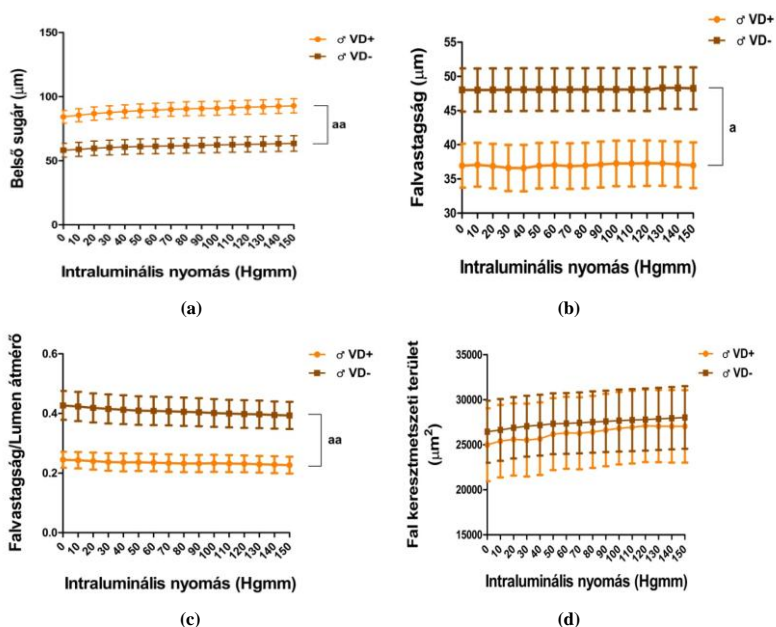 150
100
50
0
Belső sugár (μm)
0 10 20 30 40 50 60 70 80 90 100 110 120 130 140 150
Intraluminális nyomás (Hgmm)
♂ VD+
♂ VD-
aa
(a)
55
50
45
40
35
30
Falvastagság (μm)
0 10 20 30 40 50 60 70 80 90 100 110 120 130 140 150
Intraluminális nyomás (Hgmm)
♂ VD+
♂ VD-
a
(b)
0.6
0.4
0.2
0.0
Falvastagság/Lumen átmérő
0 10 20 30 40 50 60 70 80 90 100 110 120 130 140 150
Intraluminális nyomás (Hgmm)
♂ VD+
♂ VD-
aa
(c)
35000
30000
25000
20000
15000
Fal keresztmetszeti terület
(μm²)
0 10 20 30 40 50 60 70 80 90 100 110 120 130 140 150
Intraluminális nyomás (Hgmm)
♂ VD+
♂ VD-
(d)